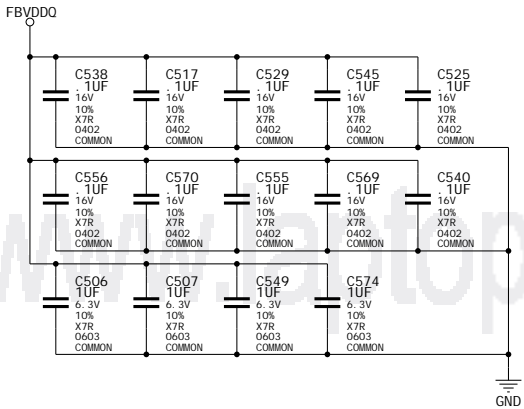 FBVDDQ
C538 C517 C529 C545 C525
.1UF .1UF .1UF .1UF .1UF
16V 16V 16V 16V 16V
10% 10% 10% 10% 10%
X7R X7R X7R X7R X7R
0402 0402 0402 0402 0402
COMMON COMMON COMMON COMMON COMMON
C556 C570 C555 C569 C540
.1UF .1UF .1UF .1UF .1UF
16V 16V 16V 16V 16V
10% 10% 10% 10% 10%
X7R X7R X7R X7R X7R
0402 0402 0402 0402 0402
COMMON COMMON COMMON COMMON COMMON
www.laptop
C506 C507 C549 C574
1UF 1UF 1UF 1UF
6.3V 6.3V 6.3V 6.3V
10% 10% 10% 10%
X7R X7R X7R X7R
0603 0603 0603 0603
COMMON COMMON COMMON COMMON
GND